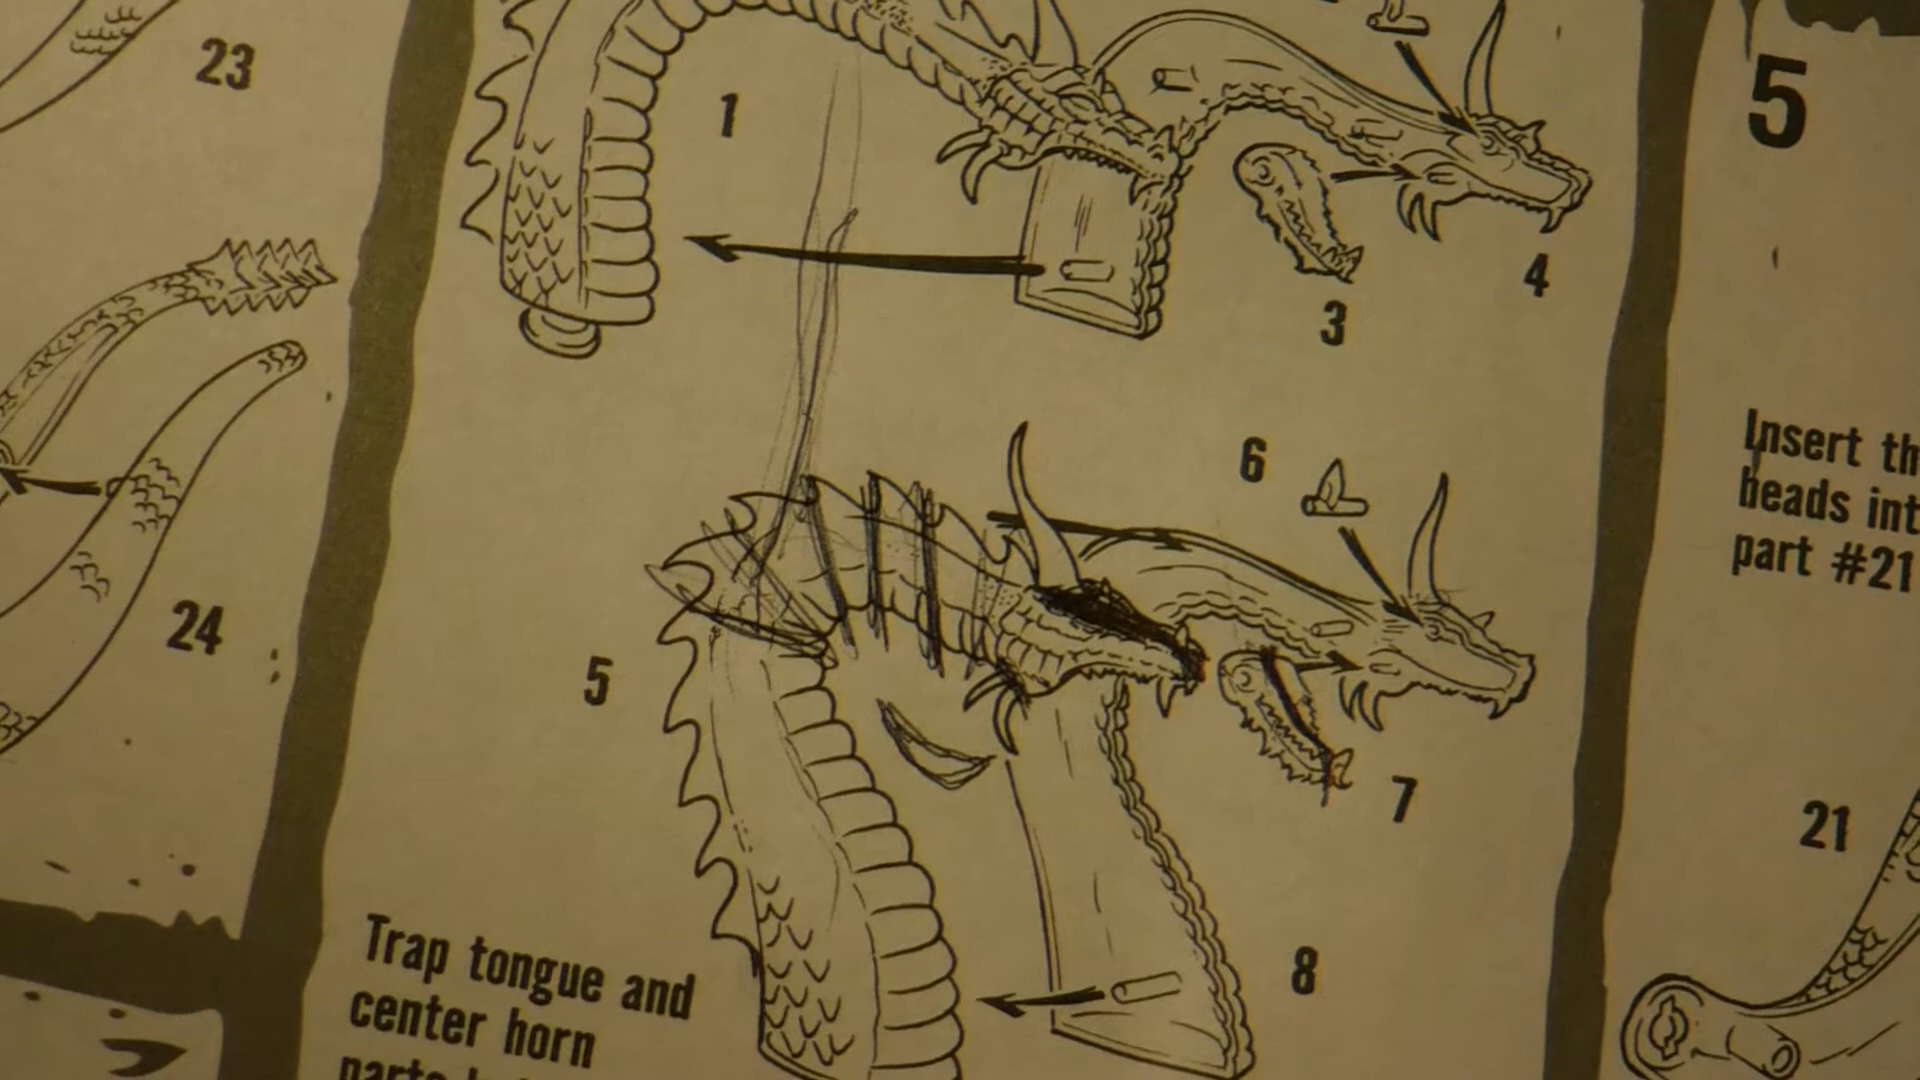 23
1
5
4
3
6
Insert th
heads int
part #21
24
5
7
21
Trap tongue and
center horn
8